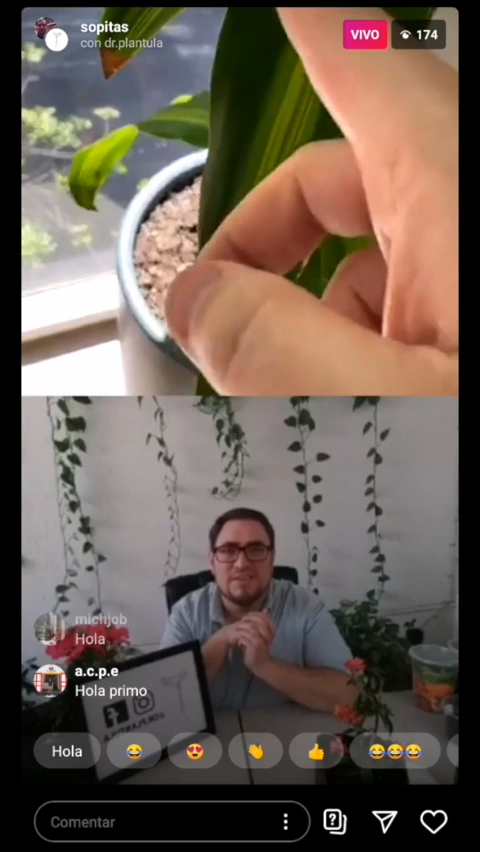 sopitas
con dr.plantula
VIVO
174
michjob
Hola
a.c.p.e
Hola primo
Hola
Comentar